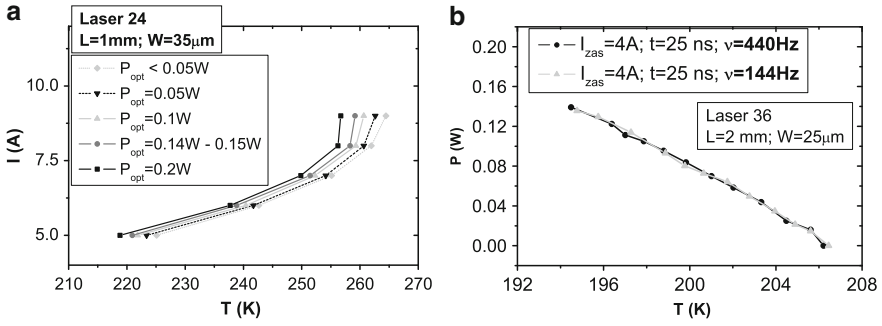 a
Laser 24
L=1mm; W=35μm
P_opt < 0.05W
P_opt=0.05W
P_opt=0.1W
P_opt=0.14W - 0.15W
P_opt=0.2W
I (A)
10.0
7.5
5.0
210 220 230 240 250 260 270
T (K)
b
I_zas=4A; t=25 ns; ν=440Hz
I_zas=4A; t=25 ns; ν=144Hz
Laser 36
L=2 mm; W=25μm
P (W)
0.20
0.16
0.12
0.08
0.04
0.00
192 196 200 204 208
T (K)